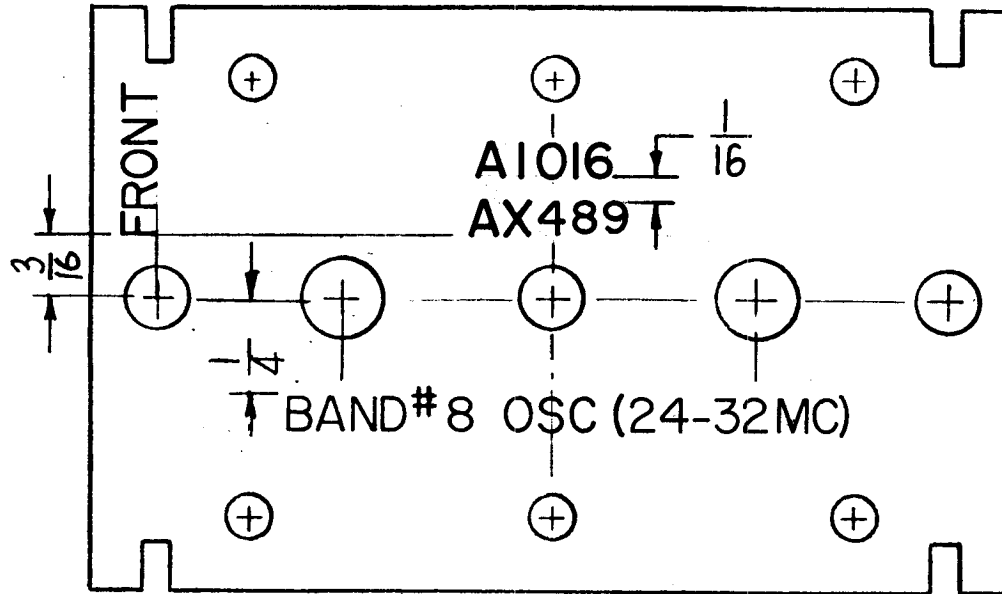 FRONT
1/16
A1016
AX489
3/16
1/4
BAND#8 OSC (24-32MC)